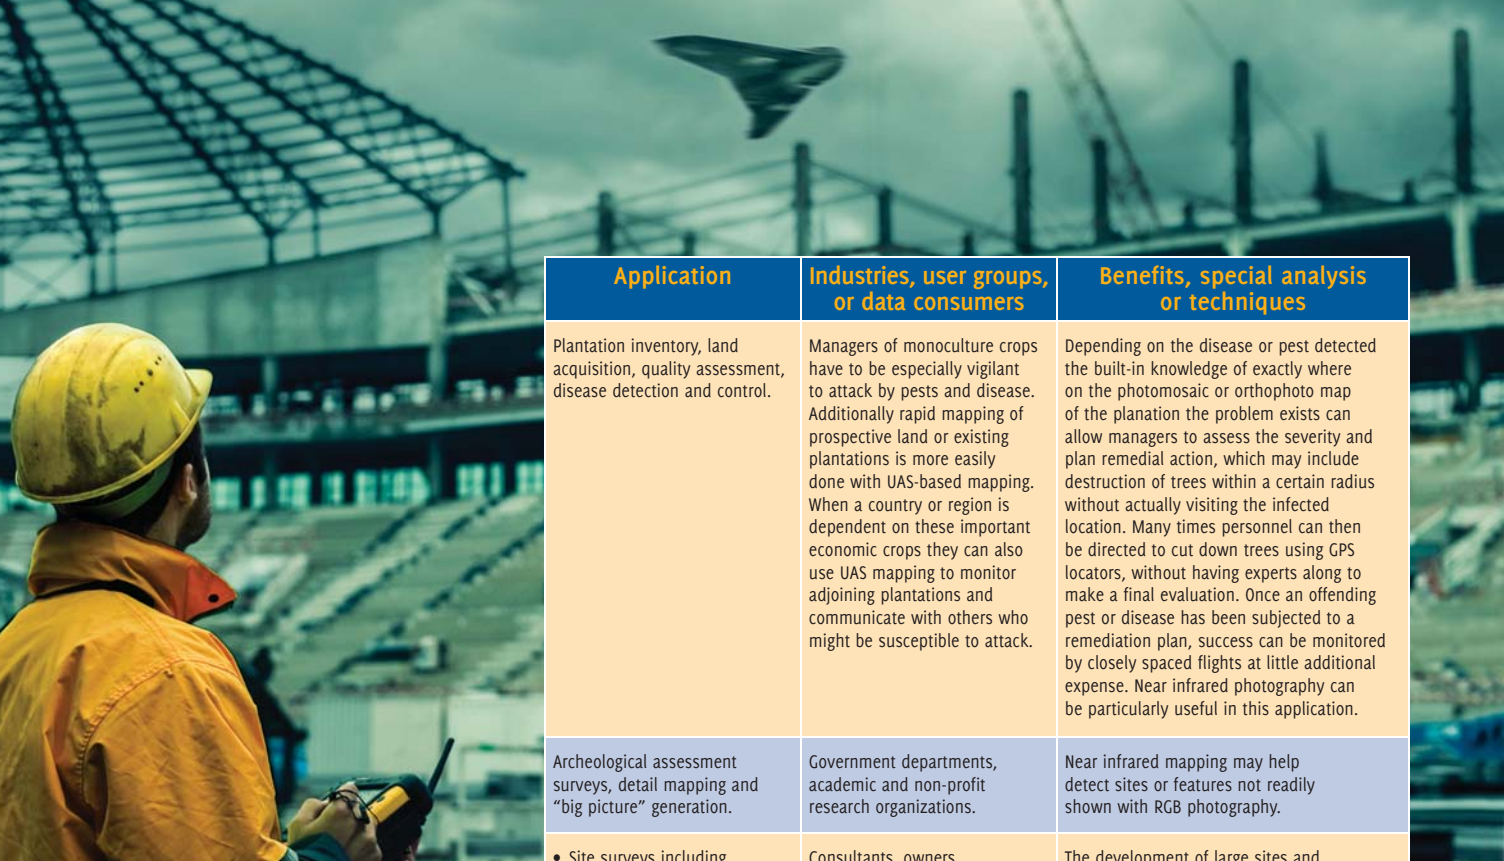 Application
Industries, user groups,
or data consumers
Benefits, special analysis
or techniques
Plantation inventory, land
acquisition, quality assessment,
disease detection and control.
Managers of monoculture crops
have to be especially vigilant
to attack by pests and disease.
Additionally rapid mapping of
prospective land or existing
plantations is more easily
done with UAS-based mapping.
When a country or region is
dependent on these important
economic crops they can also
use UAS mapping to monitor
adjoining plantations and
communicate with others who
might be susceptible to attack.
Depending on the disease or pest detected
the built-in knowledge of exactly where
on the photomosaic or orthophoto map
of the planation the problem exists can
allow managers to assess the severity and
plan remedial action, which may include
destruction of trees within a certain radius
without actually visiting the infected
location. Many times personnel can then
be directed to cut down trees using GPS
locators, without having experts along to
make a final evaluation. Once an offending
pest or disease has been subjected to a
remediation plan, success can be monitored
by closely spaced flights at little additional
expense. Near infrared photography can
be particularly useful in this application.
Archeological assessment
surveys, detail mapping and
“big picture” generation.
Government departments,
academic and non-profit
research organizations.
Near infrared mapping may help
detect sites or features not readily
shown with RGB photography.
• Site surveys including
Consultants, owners
The development of large sites and